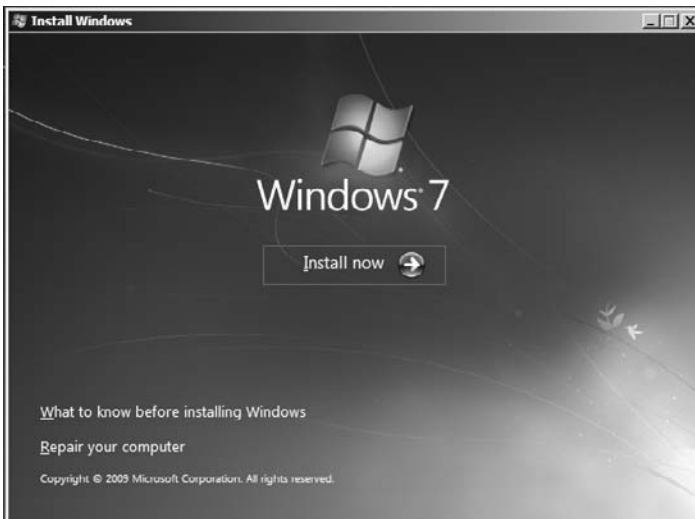 Install Windows
Windows 7
Install now
What to know before installing Windows
Repair your computer
Copyright © 2009 Microsoft Corporation. All rights reserved.